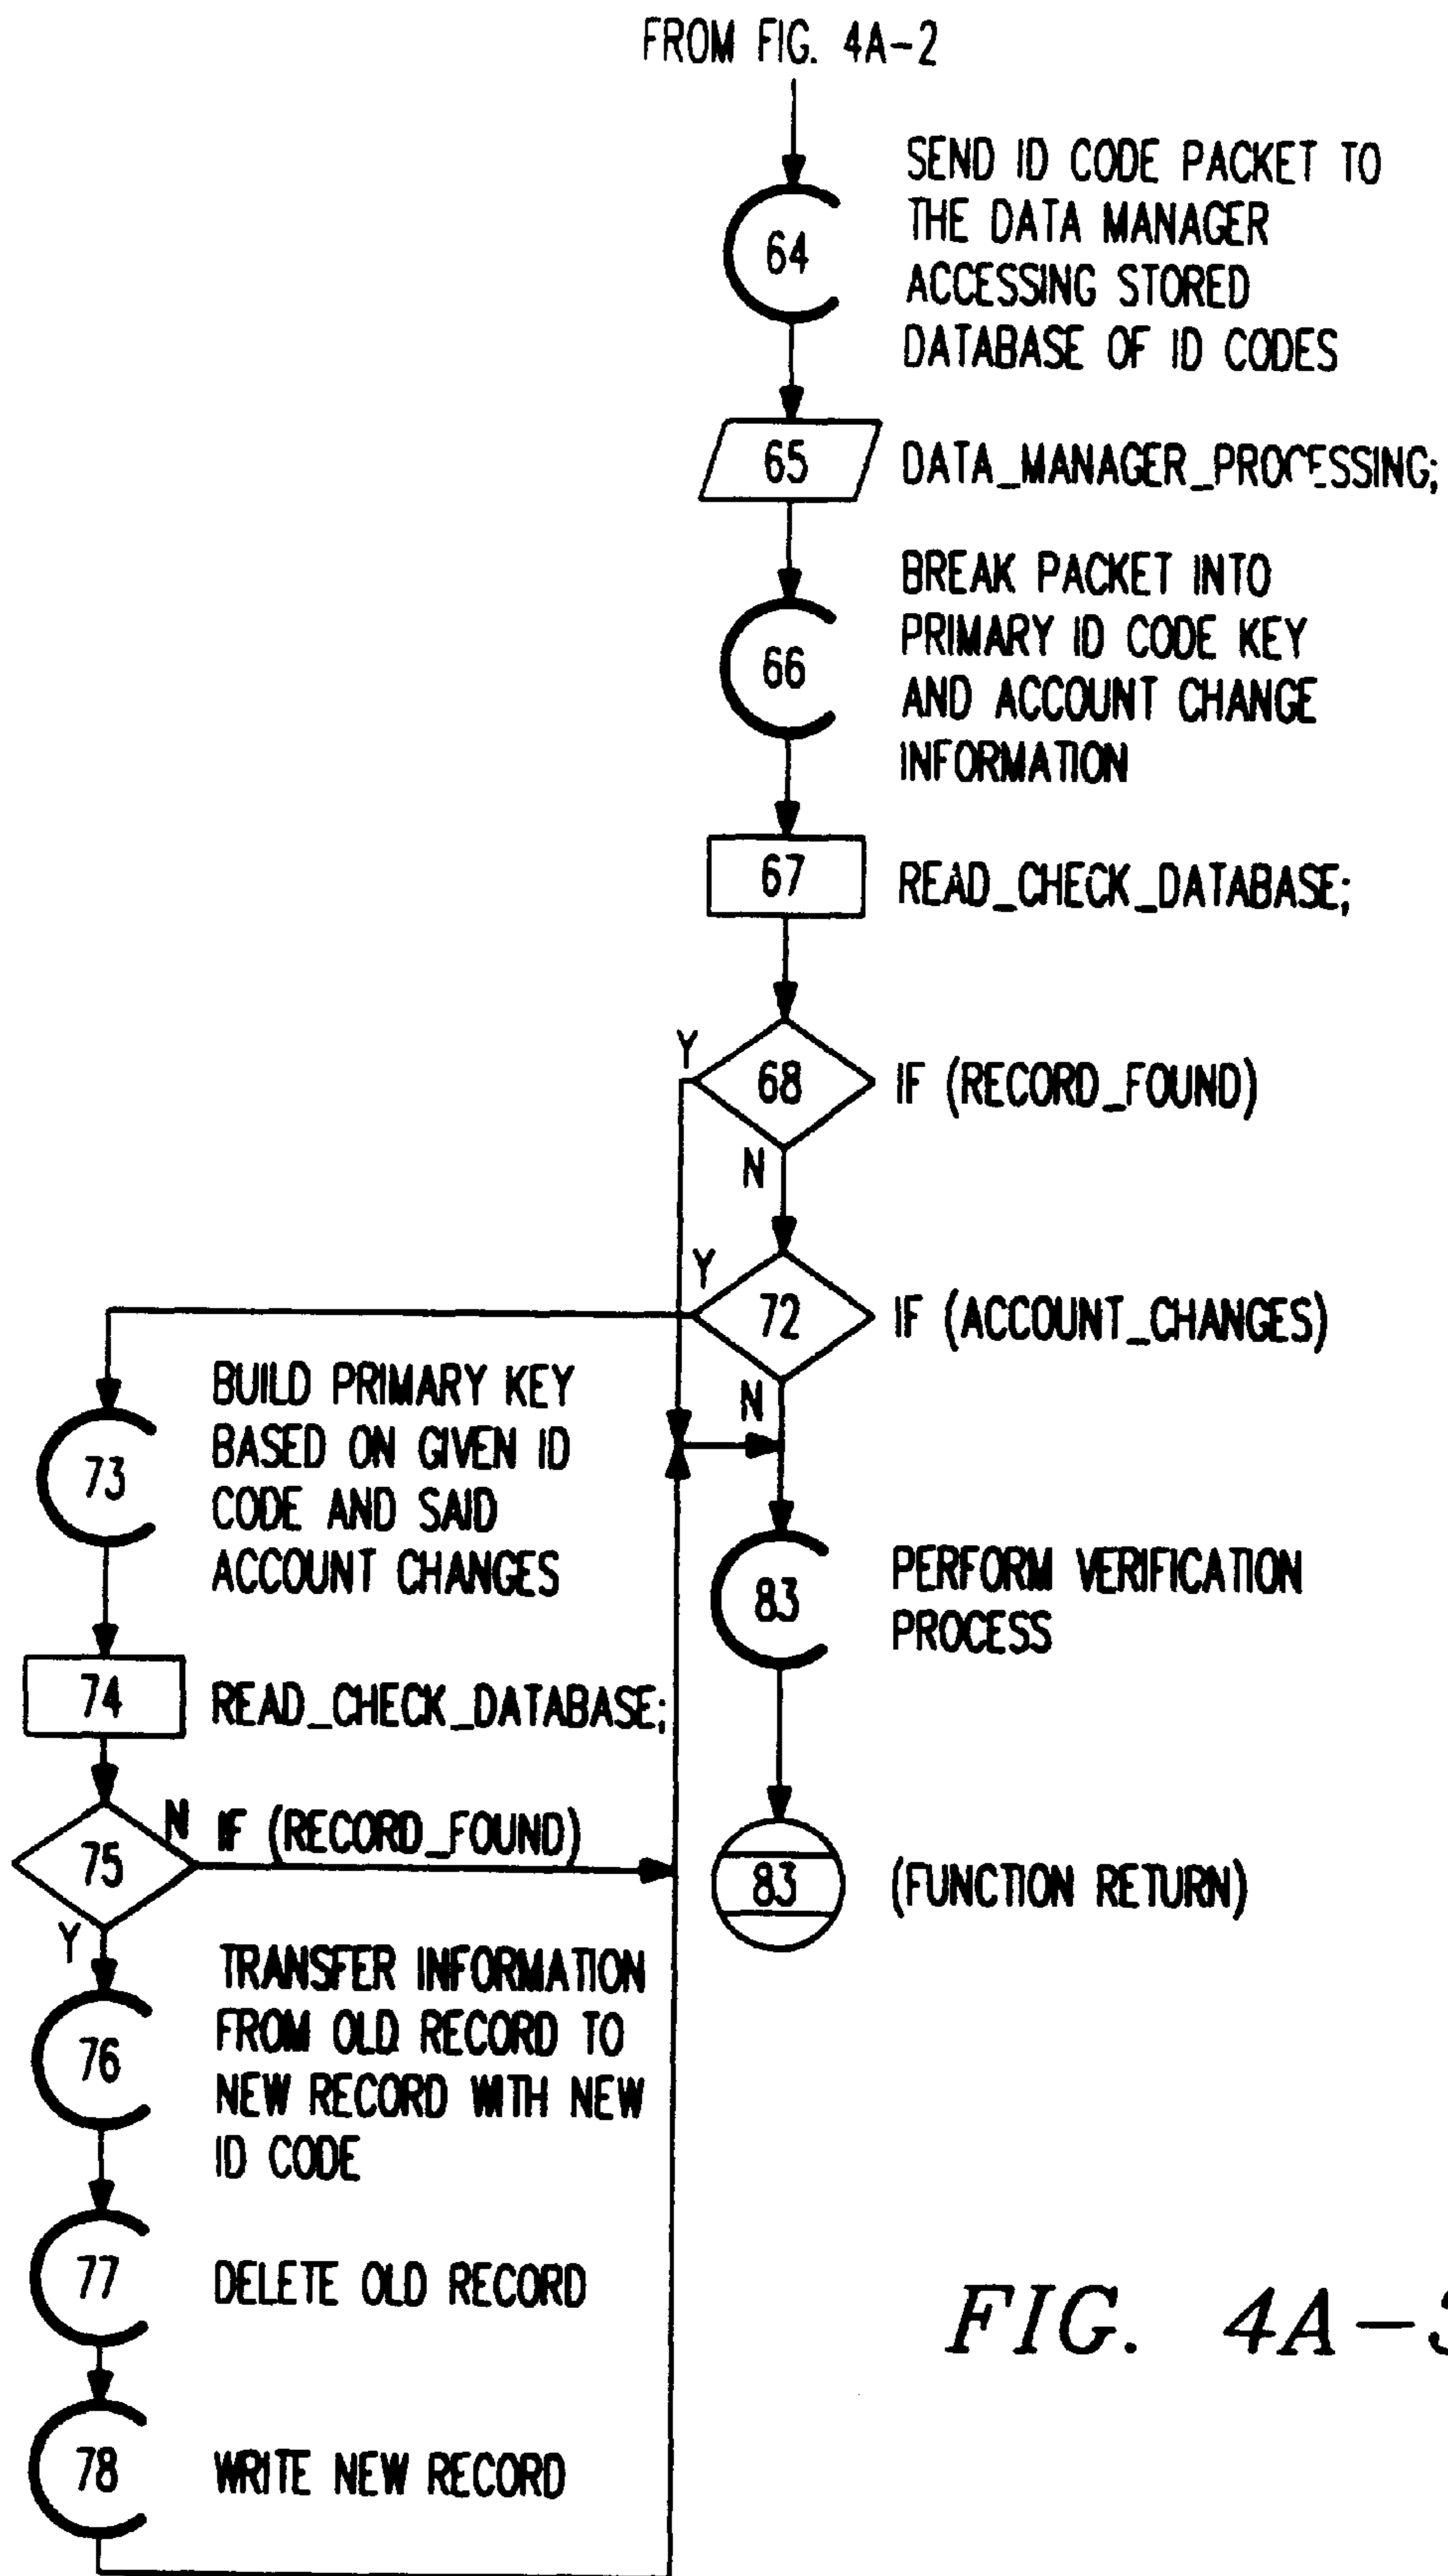 FROM FIG. 4A-2
64
SEND ID CODE PACKET TO
THE DATA MANAGER
ACCESSING STORED
DATABASE OF ID CODES
65
DATA_MANAGER_PROCESSING;
66
BREAK PACKET INTO
PRIMARY ID CODE KEY
AND ACCOUNT CHANGE
INFORMATION
67
READ_CHECK_DATABASE;
Y
68
IF (RECORD_FOUND)
N
Y
72
IF (ACCOUNT_CHANGES)
N
73
BUILD PRIMARY KEY
BASED ON GIVEN ID
CODE AND SAID
ACCOUNT CHANGES
83
PERFORM VERIFICATION
PROCESS
74
READ_CHECK_DATABASE;
75
N
IF (RECORD_FOUND)
Y
83
(FUNCTION RETURN)
76
TRANSFER INFORMATION
FROM OLD RECORD TO
NEW RECORD WITH NEW
ID CODE
77
DELETE OLD RECORD
78
WRITE NEW RECORD
FIG. 4A-3